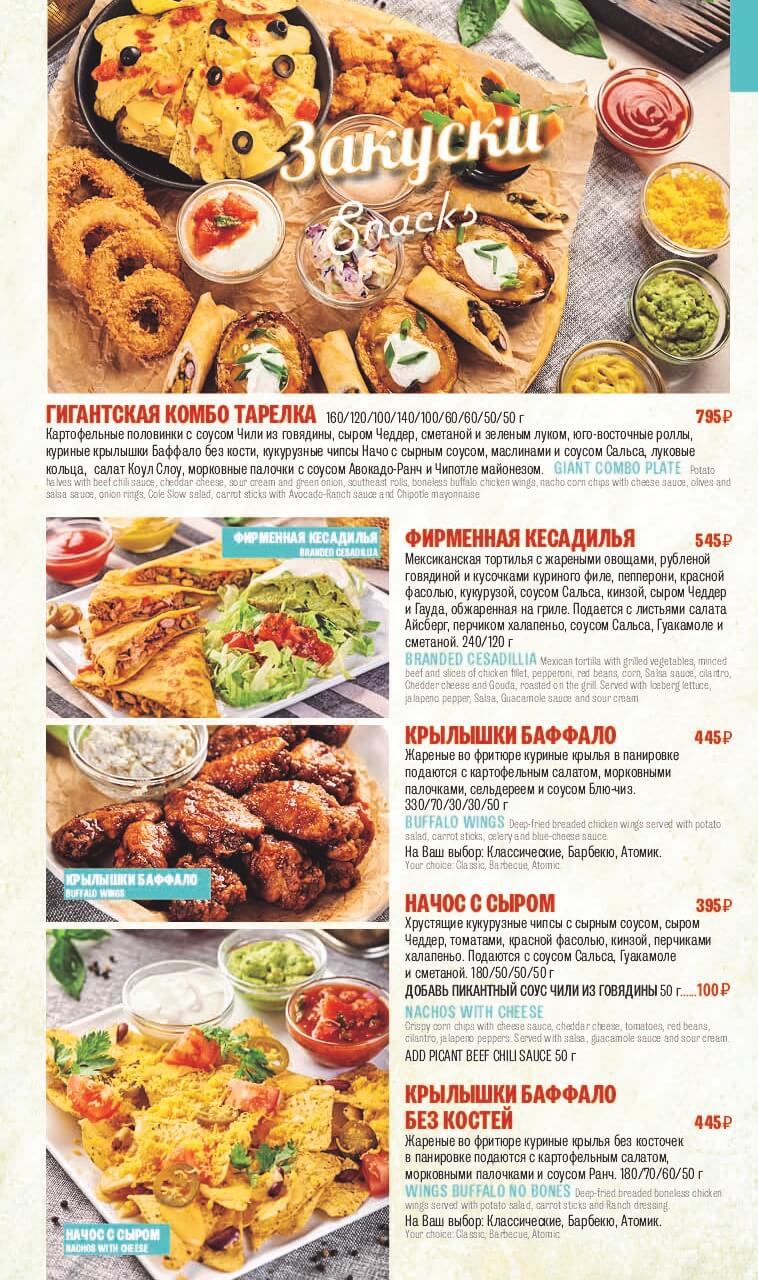 Закуски
Snacks
ГИГАНТСКАЯ КОМБО ТАРЕЛКА 160/120/100/140/100/60/60/50/50 г 795₽
Картофельные половинки с соусом Чили из говядины, сыром Чеддер, сметаной и зеленым луком, юго-восточные роллы,
куриные крылышки Баффало без кости, кукурузные чипсы Начо с сырным соусом, маслинами и соусом Сальса, луковые
кольца, салат Коул Слоу, морковные палочки с соусом Авокадо-Ранч и Чипотле майонезом. GIANT COMBO PLATE Potato
halves with beef chili sauce, cheddar cheese, sour cream and green onion, southeast rolls, boneless buffalo chicken wings, nacho corn chips with cheese sauce, olives and
salsa sauce, onion rings, Cole Slow salad, carrot sticks with Avocado-Ranch sauce and Chipotle mayonnaise
ФИРМЕННАЯ КЕСАДИЛЬЯ
BRANDED CESADILLIA
ФИРМЕННАЯ КЕСАДИЛЬЯ 545₽
Мексиканская тортилья с жареными овощами, рубленой
говядиной и кусочками куриного филе, пепперони, красной
фасолью, кукурузой, соусом Сальса, кинзой, сыром Чеддер
и Гауда, обжаренная на гриле. Подается с листьями салата
Айсберг, перчиком халапеньо, соусом Сальса, Гуакамоле и
сметаной. 240/120 г
BRANDED CESADILLIA Mexican tortilla with grilled vegetables, minced
beef and slices of chicken fillet, pepperoni, red beans, corn, Salsa sauce, cilantro,
Chedder cheese and Gouda, roasted on the grill. Served with Iceberg lettuce,
jalapeno pepper, Salsa, Guacamole sauce and sour cream.
КРЫЛЫШКИ БАФФАЛО
BUFFALO WINGS
КРЫЛЫШКИ БАФФАЛО 445₽
Жареные во фритюре куриные крылья в панировке
подаются с картофельным салатом, морковными
палочками, сельдереем и соусом Блю-чиз.
330/70/30/30/50 г
BUFFALO WINGS Deep-fried breaded chicken wings served with potato
salad, carrot sticks, celery and blue-cheese sauce.
На Ваш выбор: Классические, Барбекю, Атомик.
Your choice: Classic, Barbecue, Atomic.
НАЧОС С СЫРОМ 395₽
Хрустящие кукурузные чипсы с сырным соусом, сыром
Чеддер, томатами, красной фасолью, кинзой, перчиками
халапеньо. Подаются с соусом Сальса, Гуакамоле
и сметаной. 180/50/50/50 г
ДОБАВЬ ПИКАНТНЫЙ СОУС ЧИЛИ ИЗ ГОВЯДИНЫ 50 г.....100₽
NACHOS WITH CHEESE
Crispy corn chips with cheese sauce, cheddar cheese, tomatoes, red beans,
cilantro, jalapeno peppers. Served with salsa, guacamole sauce and sour cream.
ADD PICANT BEEF CHILI SAUCE 50 г
НАЧОС С СЫРОМ
NACHOS WITH CHEESE
КРЫЛЫШКИ БАФФАЛО
БЕЗ КОСТЕЙ 445₽
Жареные во фритюре куриные крылья без косточек
в панировке подаются с картофельным салатом,
морковными палочками и соусом Ранч. 180/70/60/50 г
WINGS BUFFALO NO BONES Deep-fried breaded boneless chicken
wings served with potato salad, carrot sticks and Ranch dressing.
На Ваш выбор: Классические, Барбекю, Атомик.
Your choice: Classic, Barbecue, Atomic